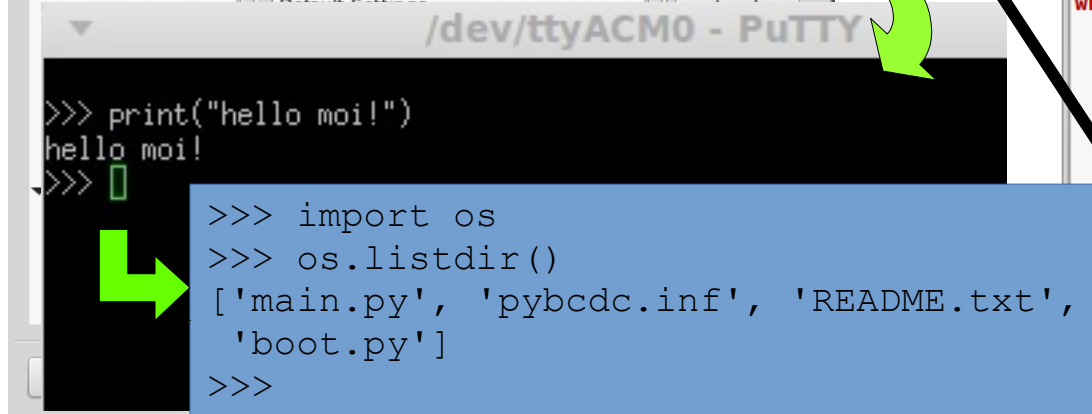 /dev/ttyACM0 - PuTTY
>>> print("hello moi!")
hello moi!
>>>
>>> import os
>>> os.listdir()
['main.py', 'pybcdc.inf', 'README.txt',
'boot.py']
>>>